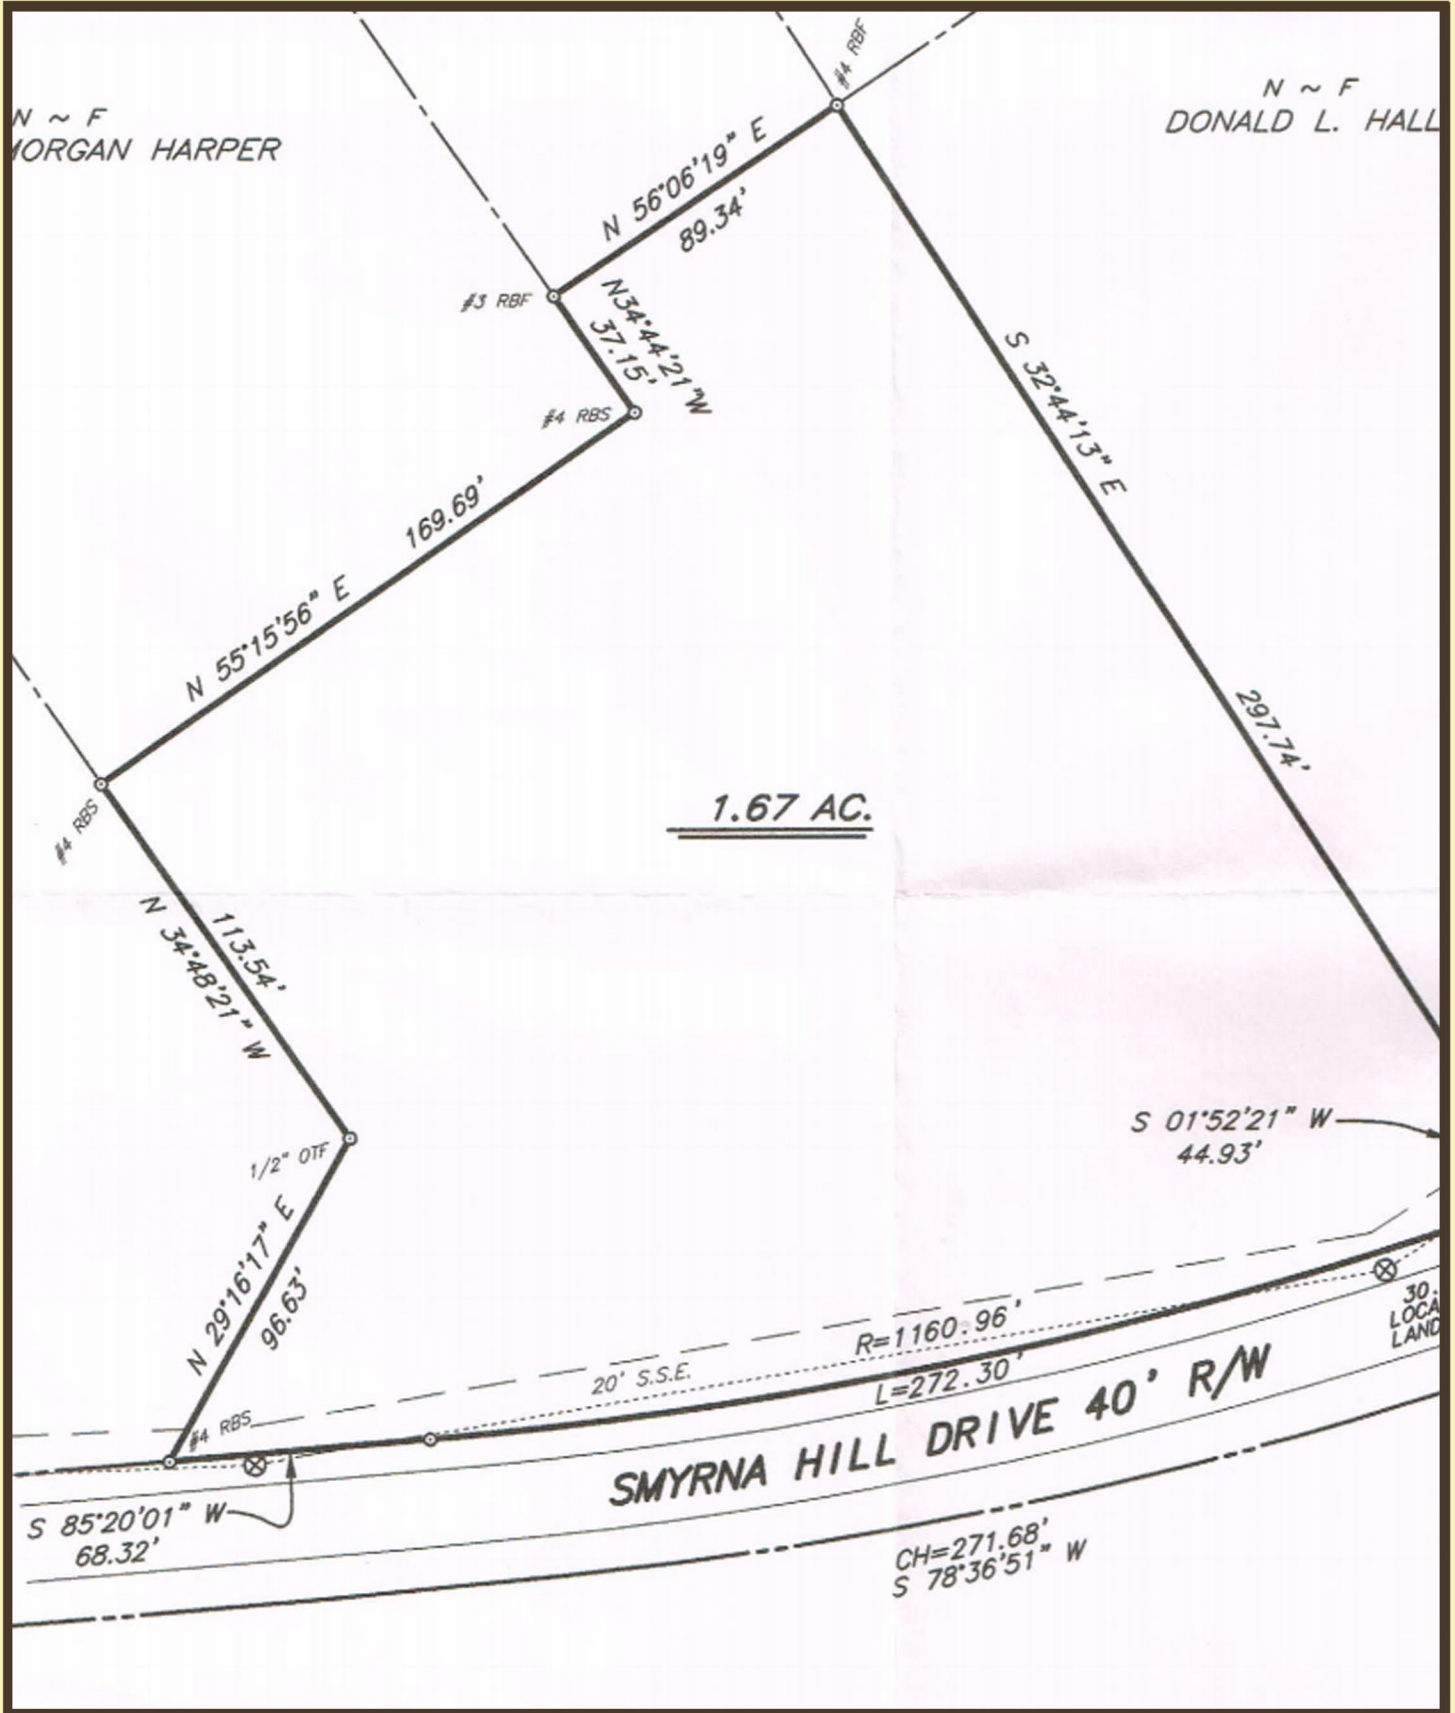 #4 RBF
N ~ F
DONALD L. HALL
N ~ F
MORGAN HARPER
N 56°06'19" E
89.34'
#3 RBF
N34°44'21"W
37.15'
#4 RBS
S 32°44'13" E
169.69'
N 55°15'56" E
297.74'
#4 RBS
1.67 AC.
113.54'
N 34°48'21" W
S 01°52'21" W
44.93'
1/2" OTF
N 29°16'17" E
96.63'
30.
LOCA
LAND
R=1160.96'
20' S.S.E.
L=272.30'
#4 RBS
SMYRNA HILL DRIVE 40' R/W
S 85°20'01" W
68.32'
CH=271.68'
S 78°36'51" W